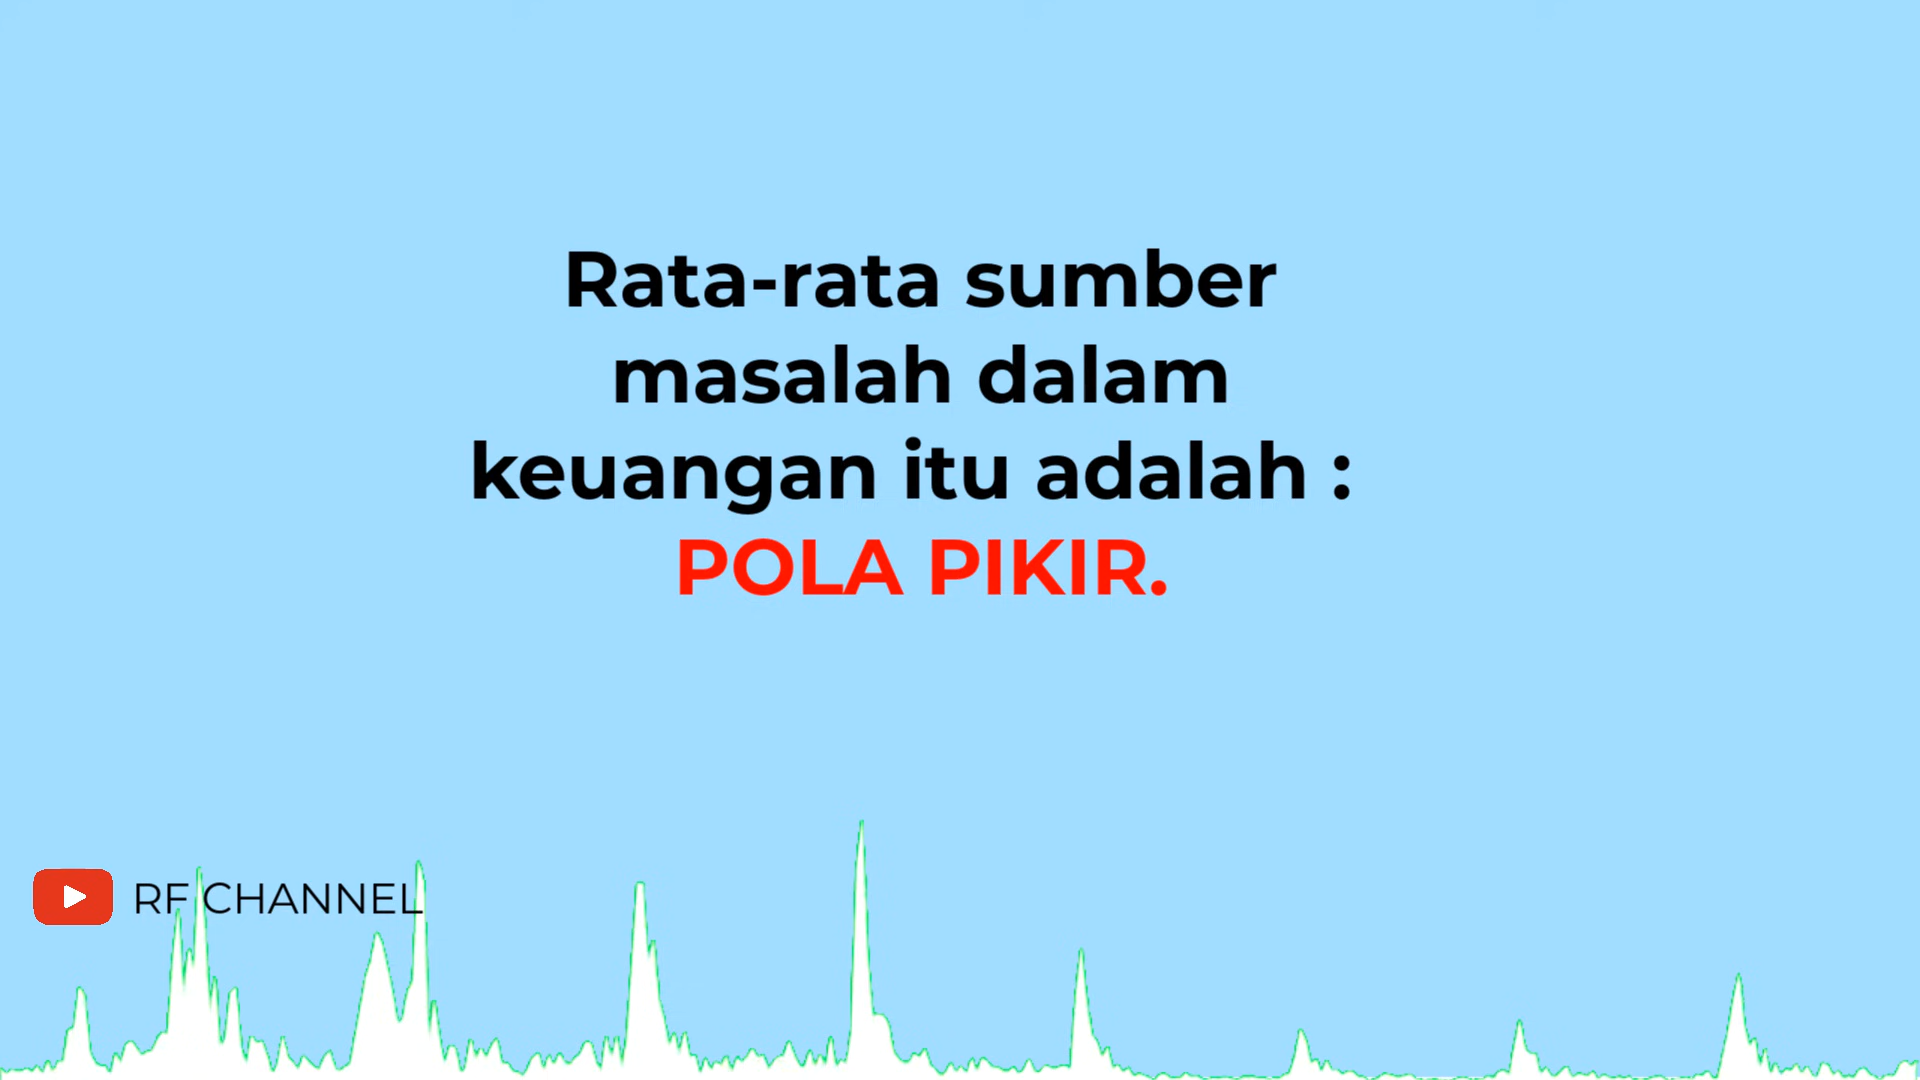 Rata-rata sumber
masalah dalam
keuangan itu adalah :
POLA PIKIR.
RF CHANNEL